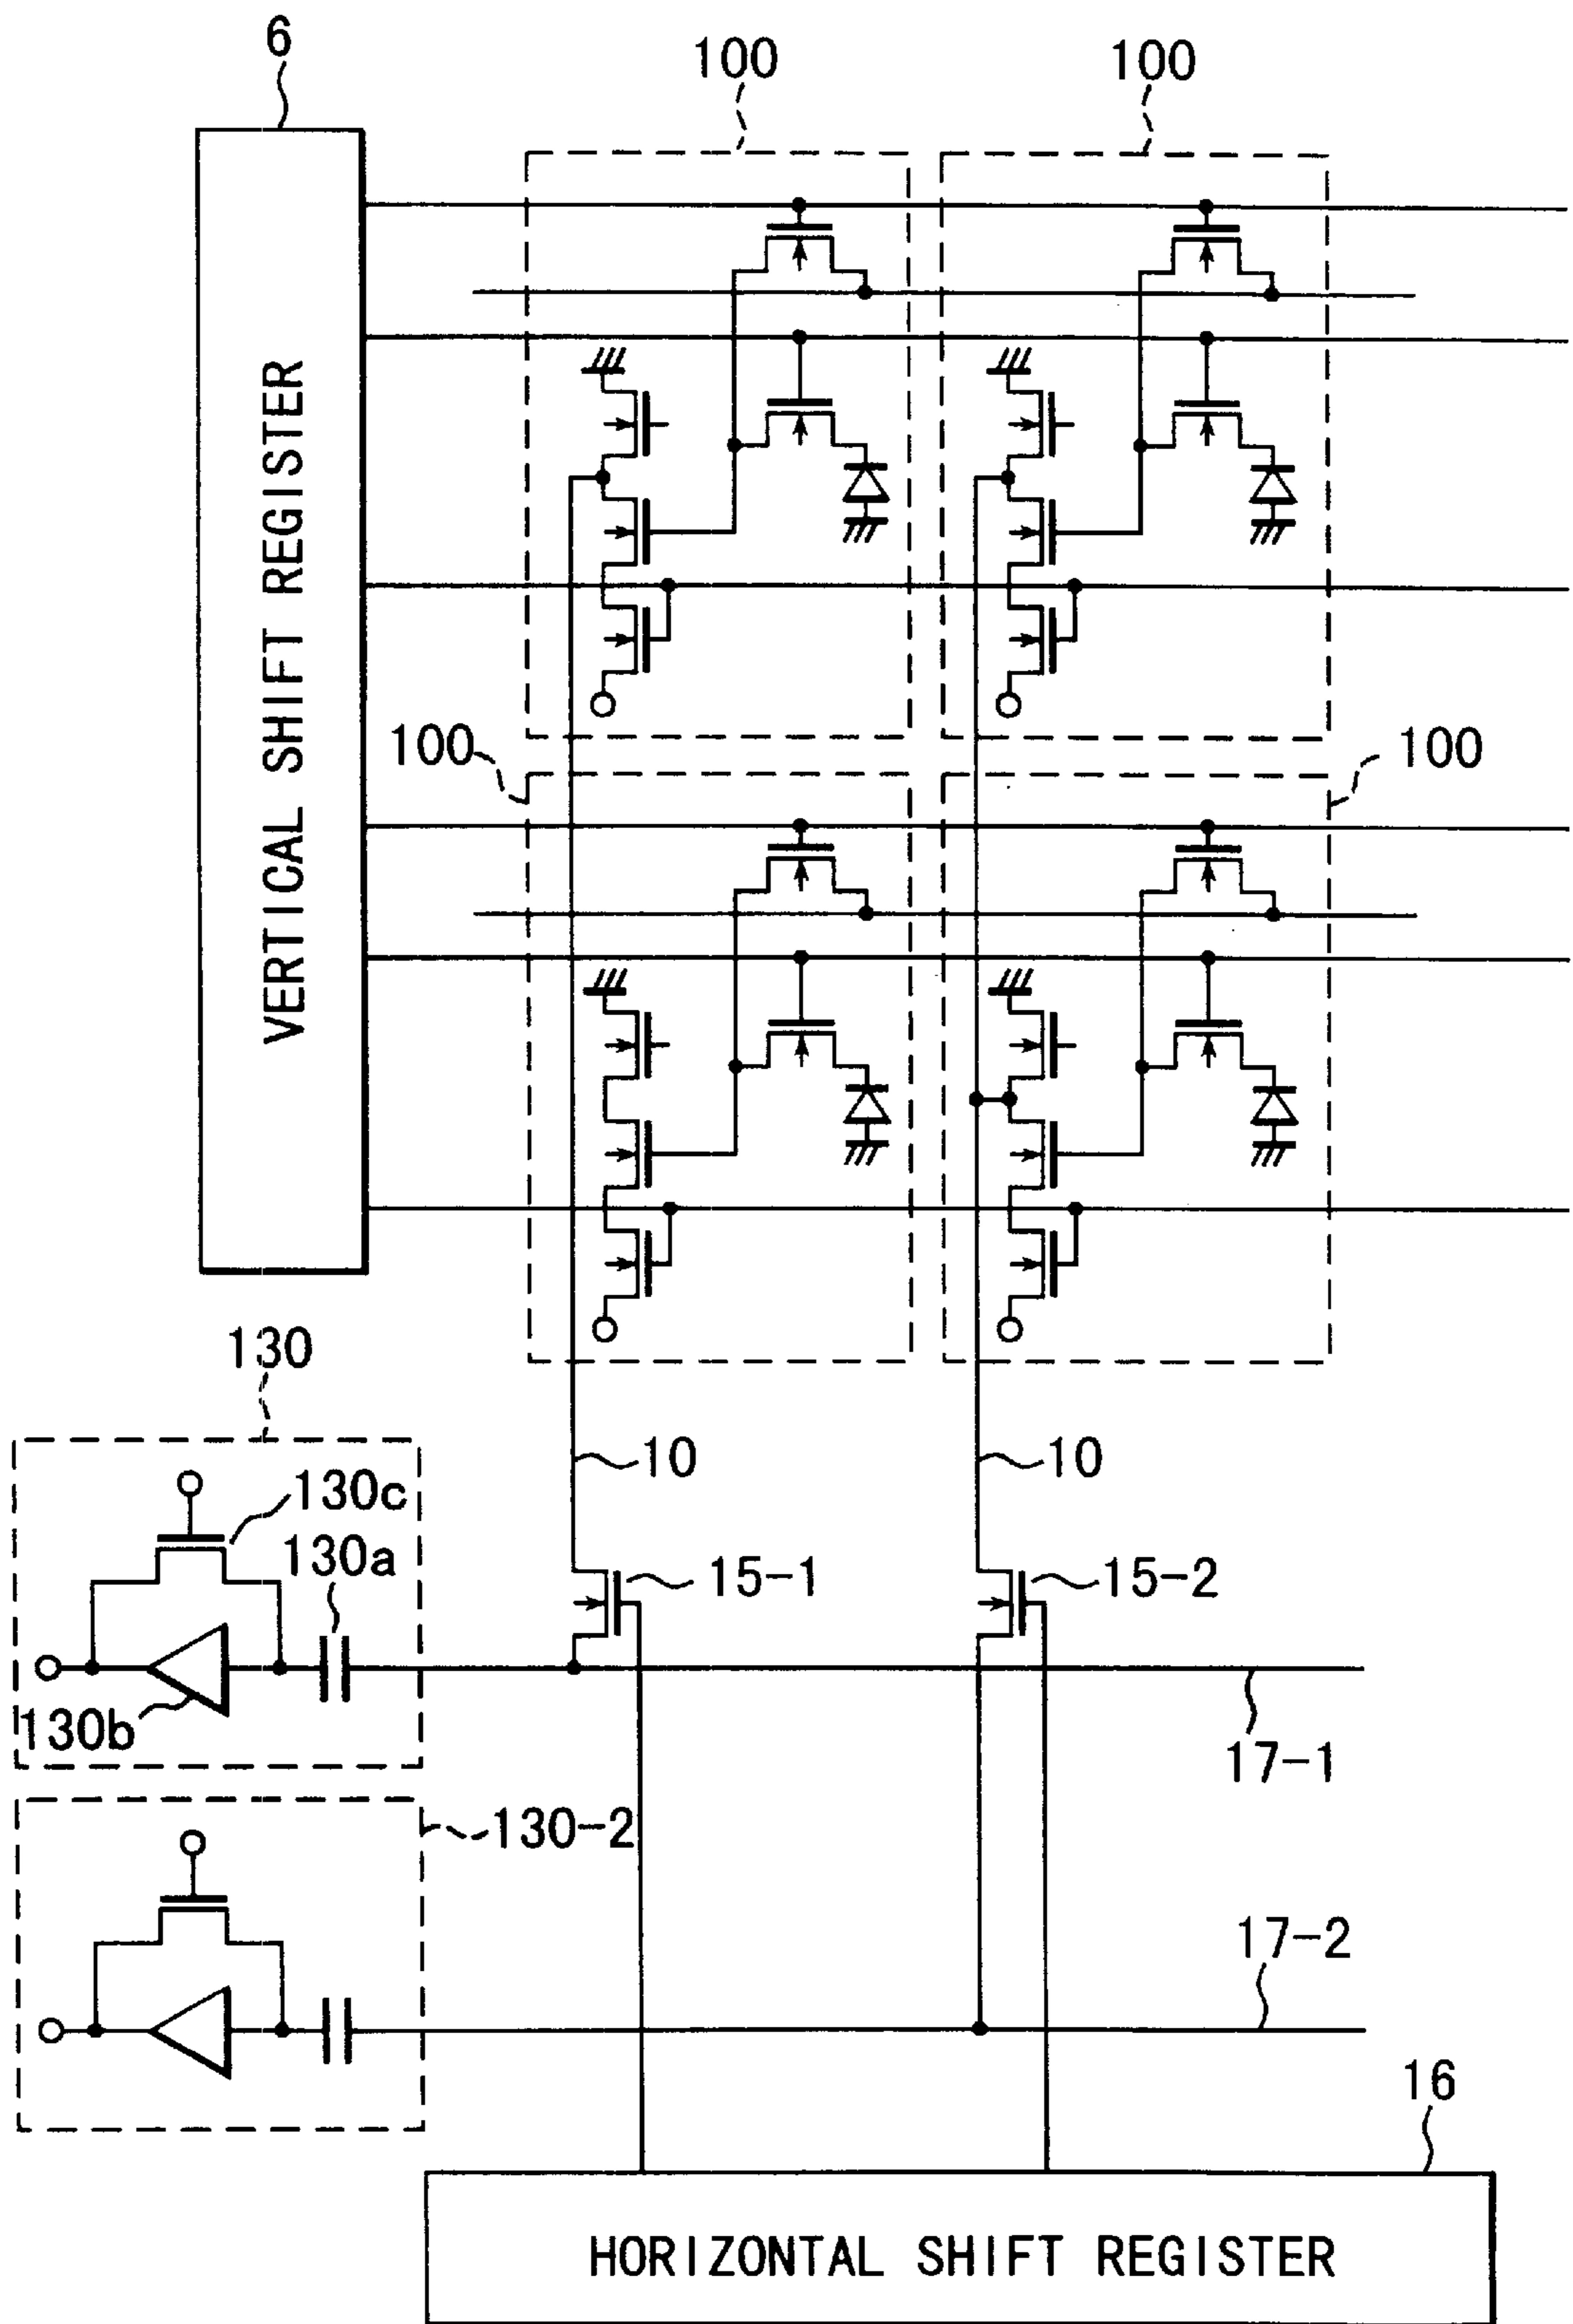 6
100
100
VERTICAL SHIFT REGISTER
100
100
130
10
10
130c
130a
15-1
15-2
130b
17-1
130-2
17-2
16
HORIZONTAL SHIFT REGISTER